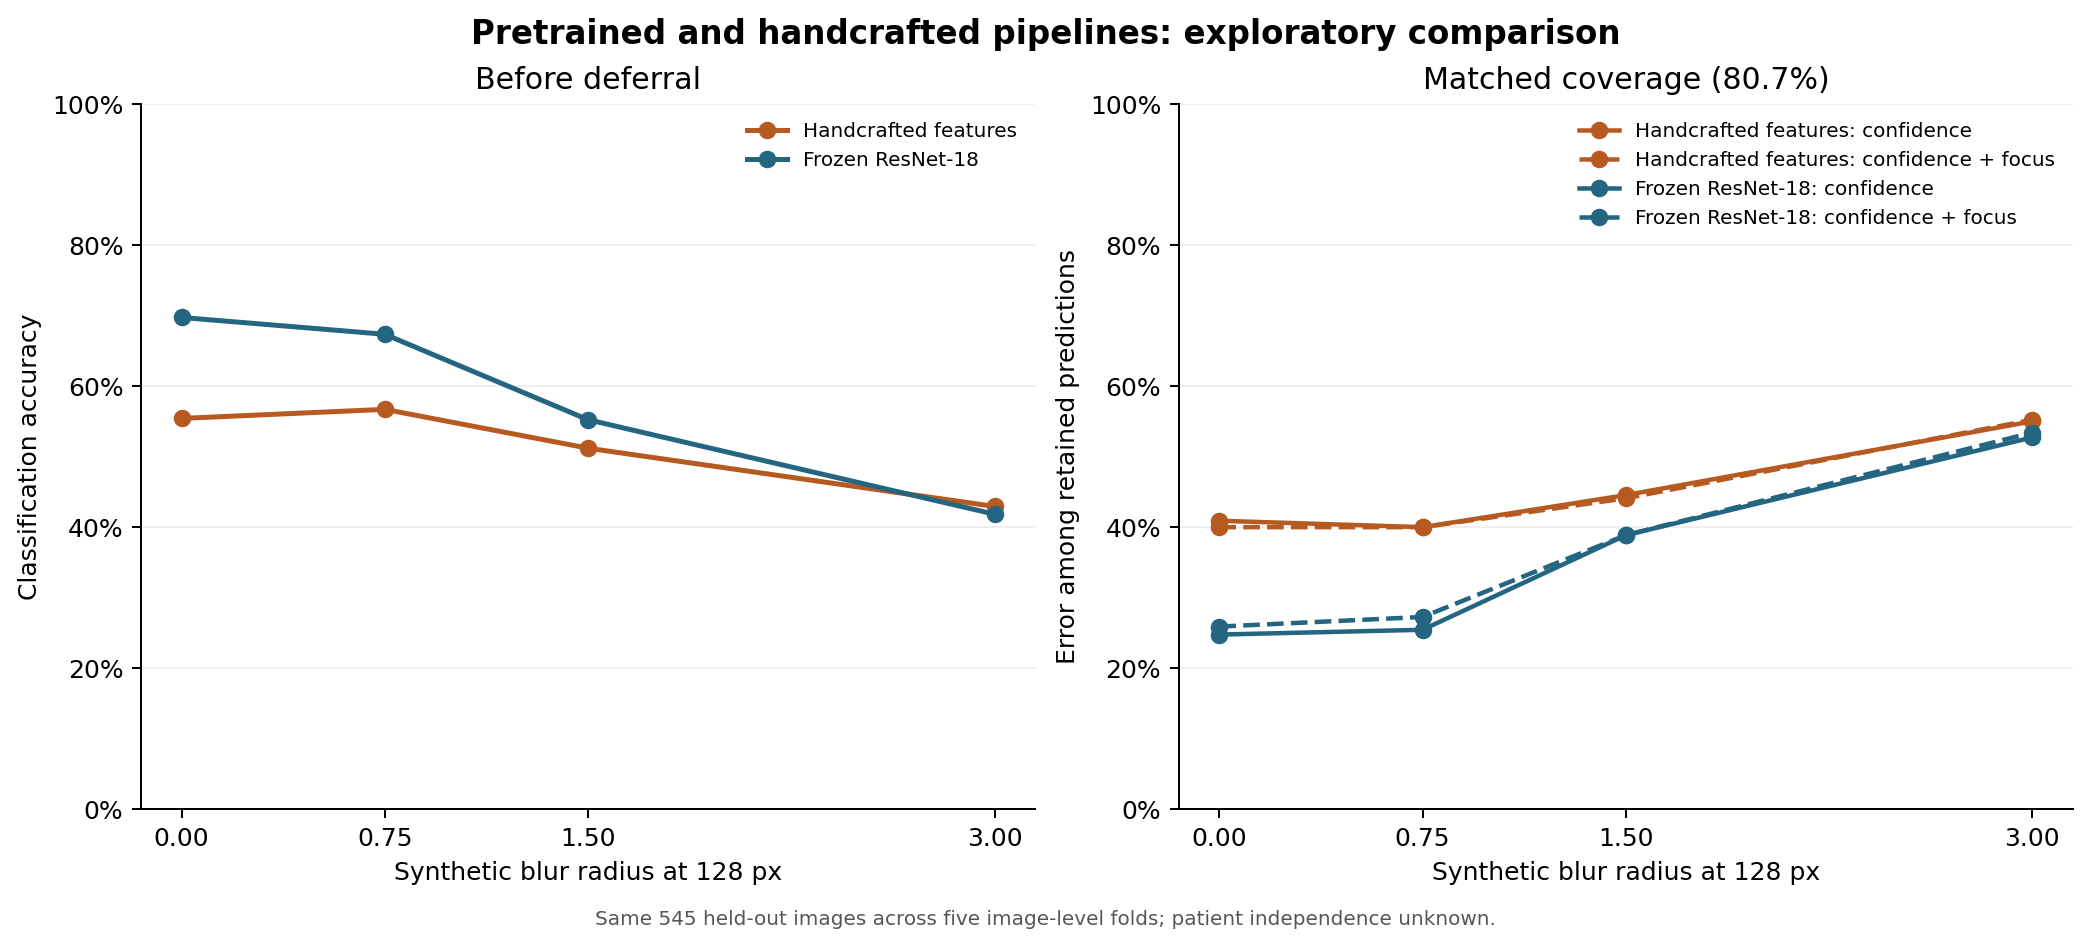 Pretrained and handcrafted pipelines: exploratory comparison
Before deferral
Classification accuracy
100%
80%
60%
40%
20%
0%
Handcrafted features
Frozen ResNet-18
0.00 0.75 1.50 3.00
Synthetic blur radius at 128 px
Matched coverage (80.7%)
Error among retained predictions
100%
80%
60%
40%
20%
0%
Handcrafted features: confidence
Handcrafted features: confidence + focus
Frozen ResNet-18: confidence
Frozen ResNet-18: confidence + focus
0.00 0.75 1.50 3.00
Synthetic blur radius at 128 px
Same 545 held-out images across five image-level folds; patient independence unknown.